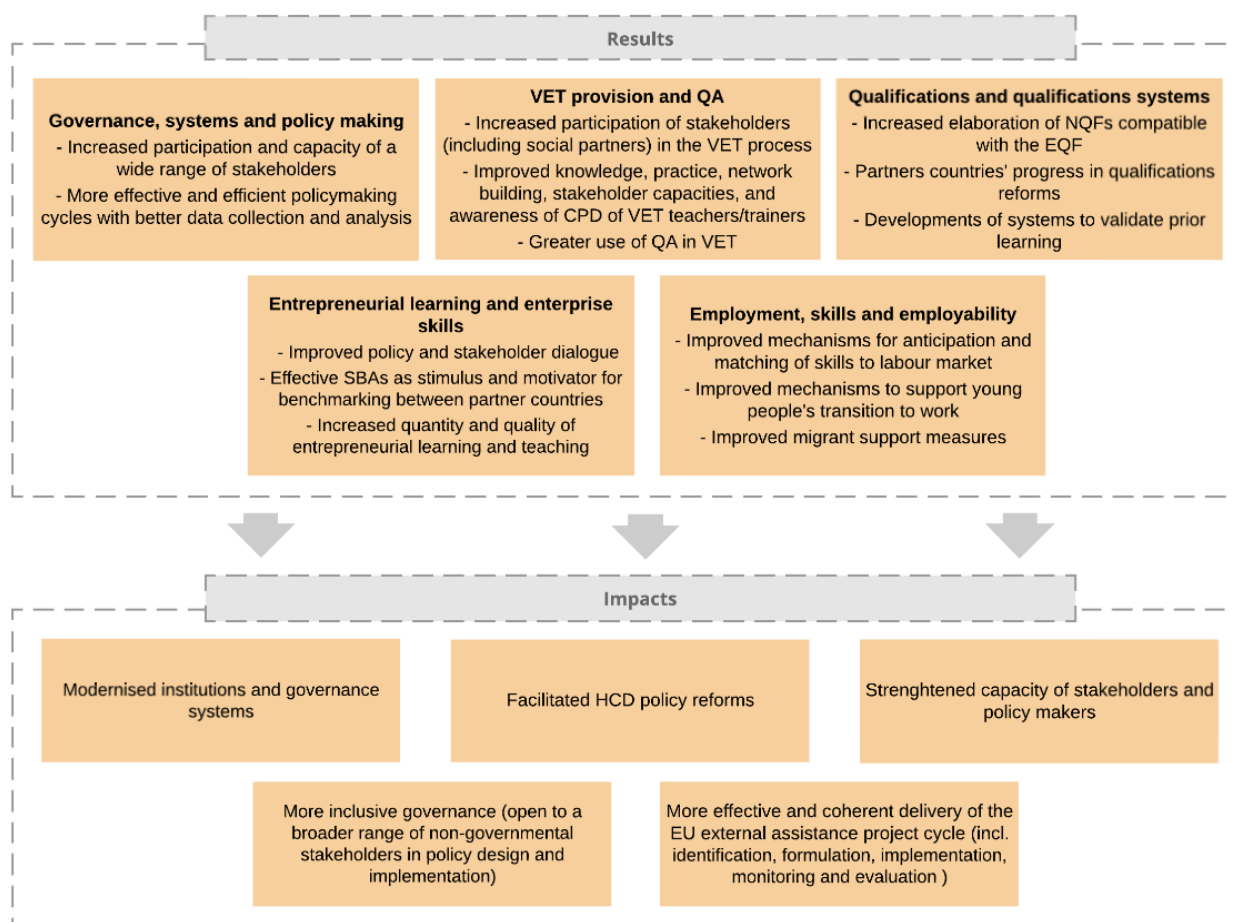 Results
Governance, systems and policy making
- Increased participation and capacity of a
wide range of stakeholders
- More effective and efficient policymaking
cycles with better data collection and analysis
VET provision and QA
- Increased participation of stakeholders
(including social partners) in the VET process
- Improved knowledge, practice, network
building, stakeholder capacities, and
awareness of CPD of VET teachers/trainers
- Greater use of QA in VET
Qualifications and qualifications systems
- Increased elaboration of NQFs compatible
with the EQF
- Partners countries' progress in qualifications
reforms
- Developments of systems to validate prior
learning
Entrepreneurial learning and enterprise
skills
- Improved policy and stakeholder dialogue
- Effective SBAs as stimulus and motivator for
benchmarking between partner countries
- Increased quantity and quality of
entrepreneurial learning and teaching
Employment, skills and employability
- Improved mechanisms for anticipation and
matching of skills to labour market
- Improved mechanisms to support young
people's transition to work
- Improved migrant support measures
Impacts
Modernised institutions and governance
systems
Facilitated HCD policy reforms
Strenghtened capacity of stakeholders and
policy makers
More inclusive governance (open to a
broader range of non-governmental
stakeholders in policy design and
implementation)
More effective and coherent delivery of the
EU external assistance project cycle (incl.
identification, formulation, implementation,
monitoring and evaluation )